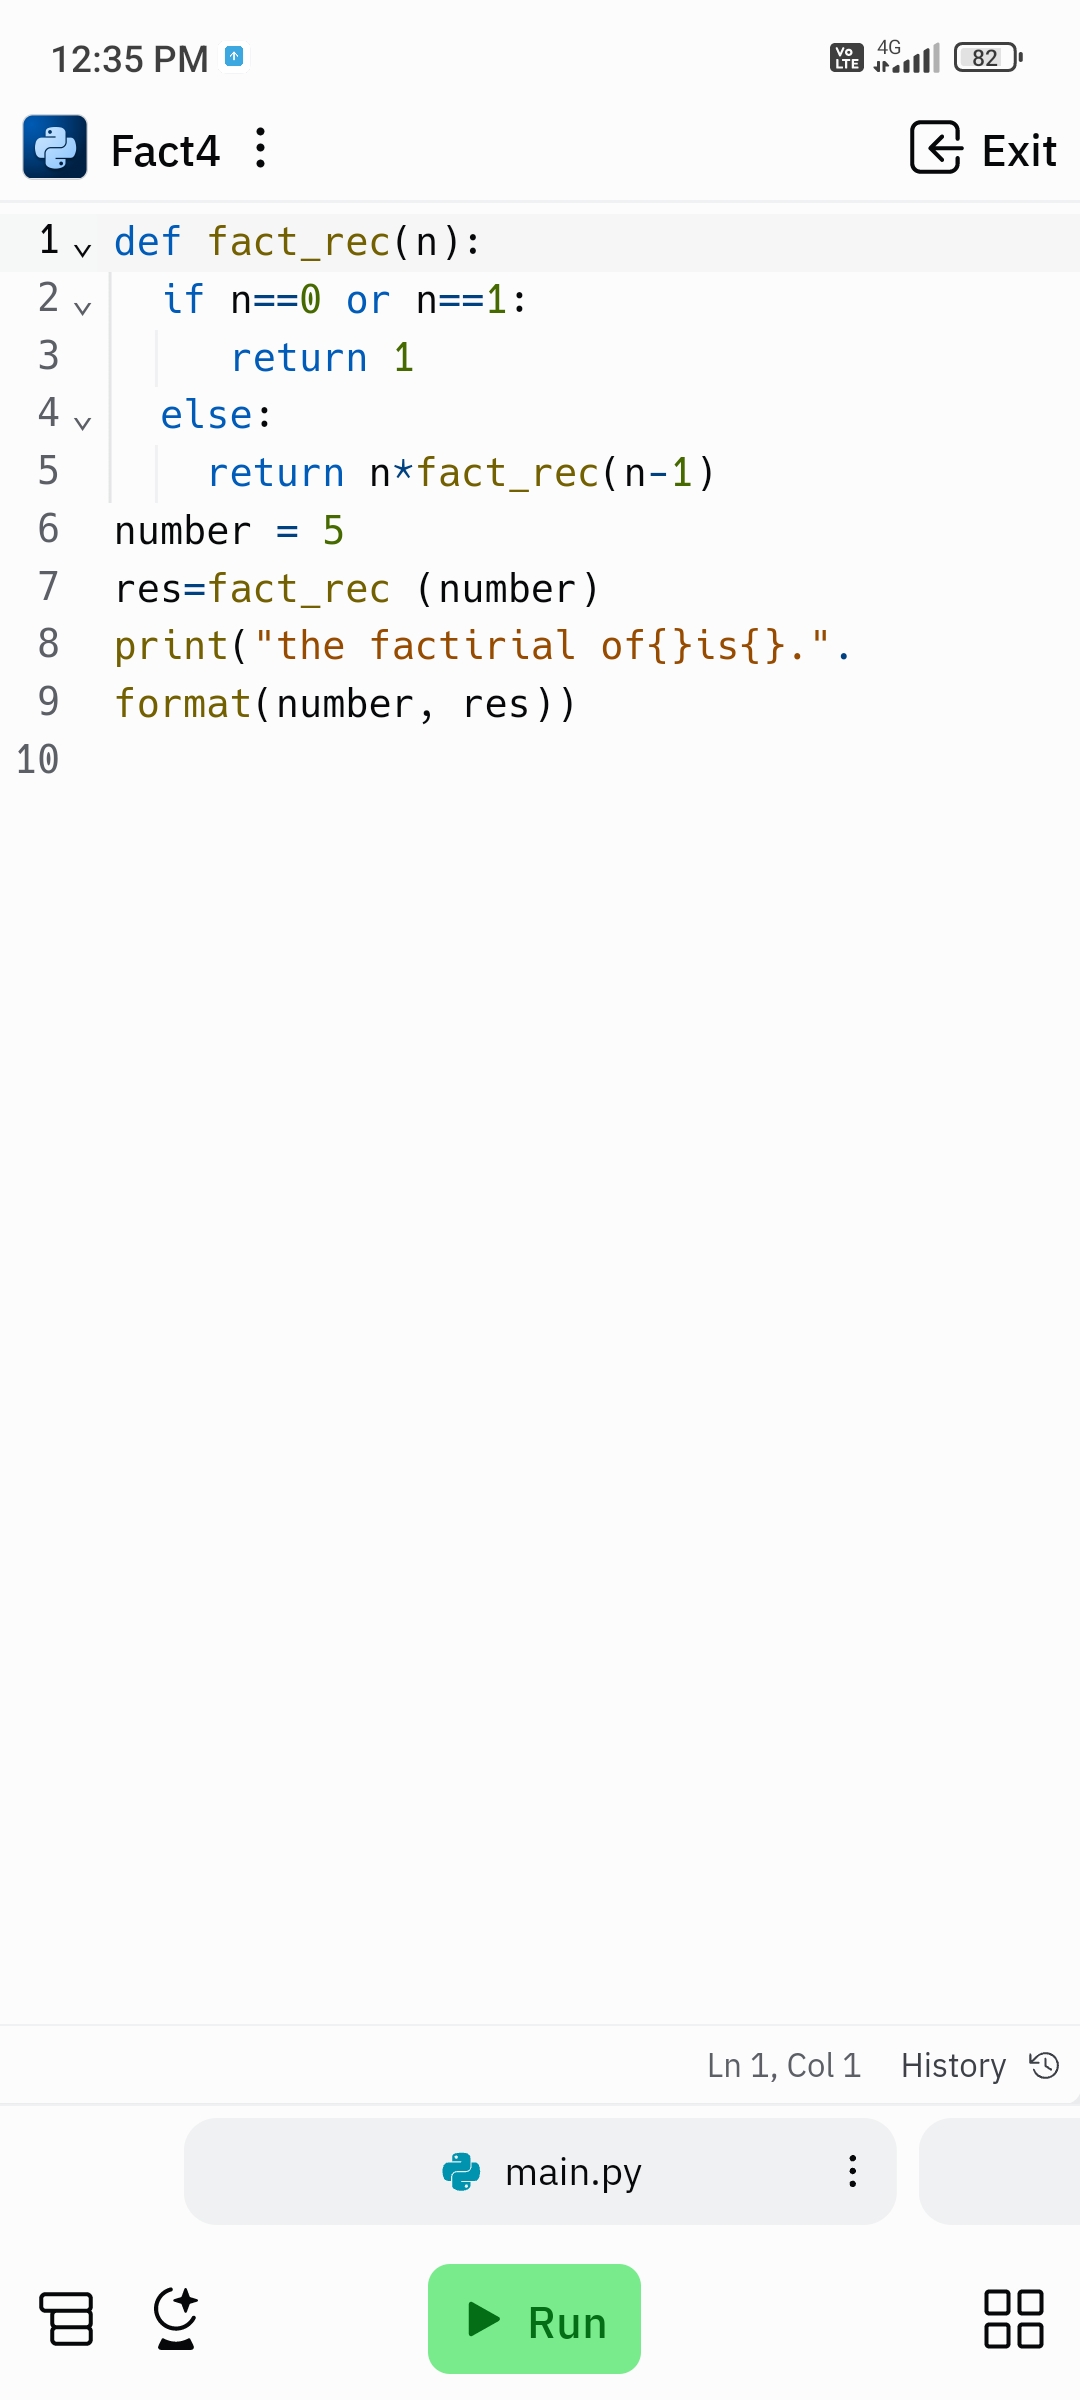 12:35 PM
Vo LTE 4G 82
Fact4
Exit
1 def fact_rec(n):
2   if n==0 or n==1:
3      return 1
4   else:
5     return n*fact_rec(n-1)
6 number = 5
7 res=fact_rec (number)
8 print("the factirial of{}is{}.".
9 format(number, res))
10
Ln 1, Col 1 History
main.py
Run